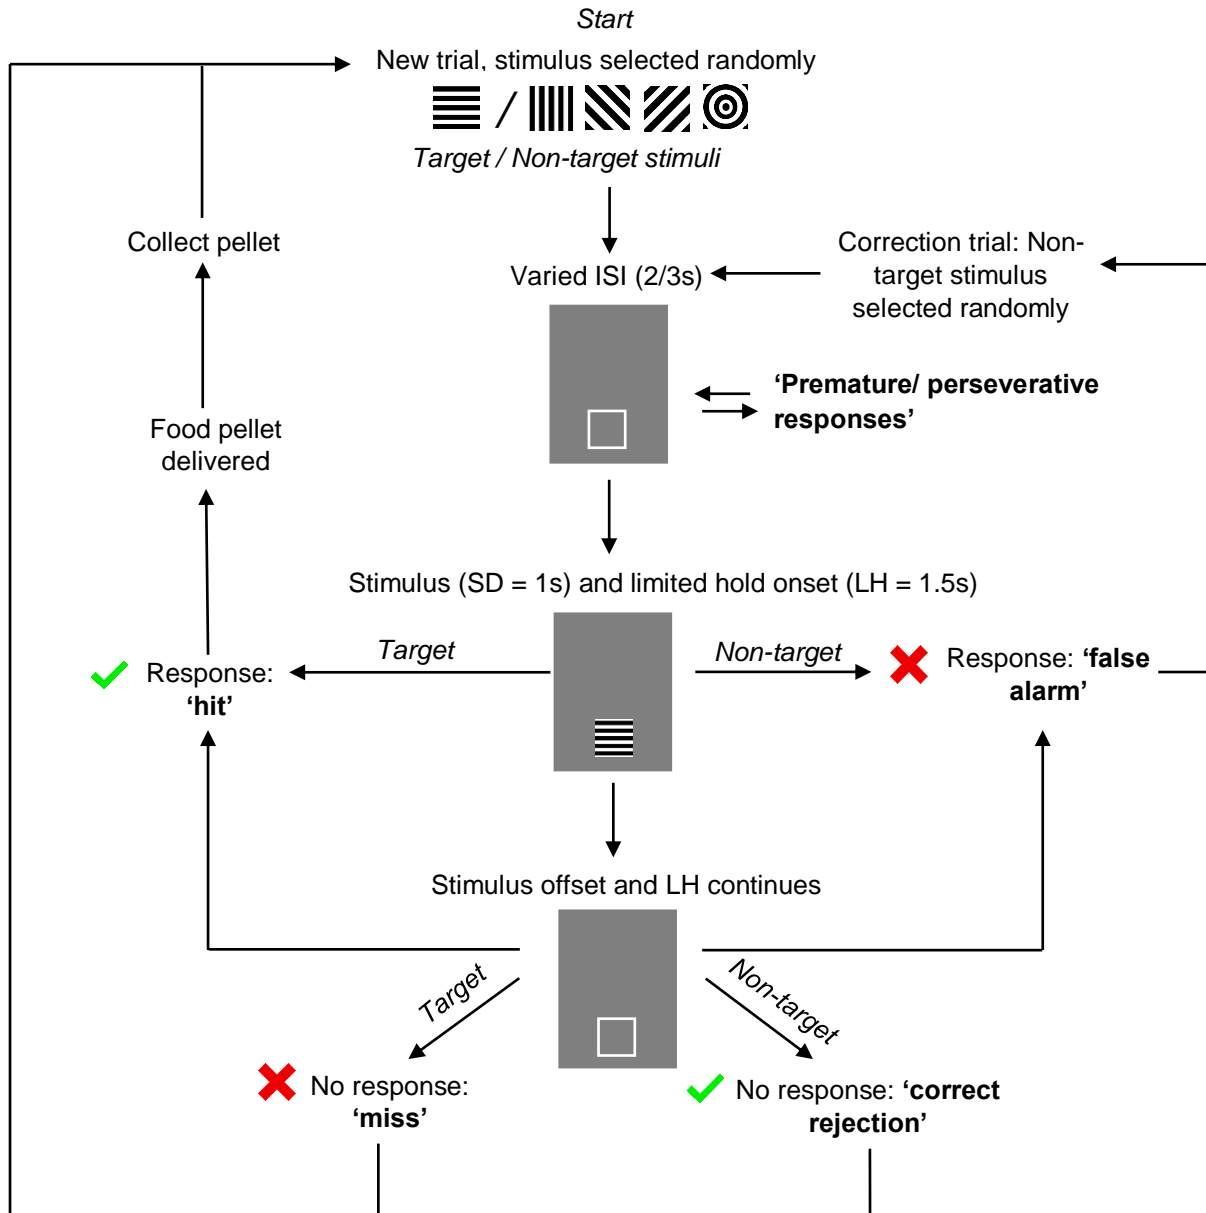 Start
New trial, stimulus selected randomly
/
Target / Non-target stimuli
Collect pellet
Correction trial: Non-
target stimulus
selected randomly
Varied ISI (2/3s)
‘Premature/ perseverative
responses’
Food pellet
delivered
Stimulus (SD = 1s) and limited hold onset (LH = 1.5s)
Target
Non-target
Response:
‘hit’
Response: ‘false
alarm’
Stimulus offset and LH continues
Target
Non-target
No response:
‘miss’
No response: ‘correct
rejection’